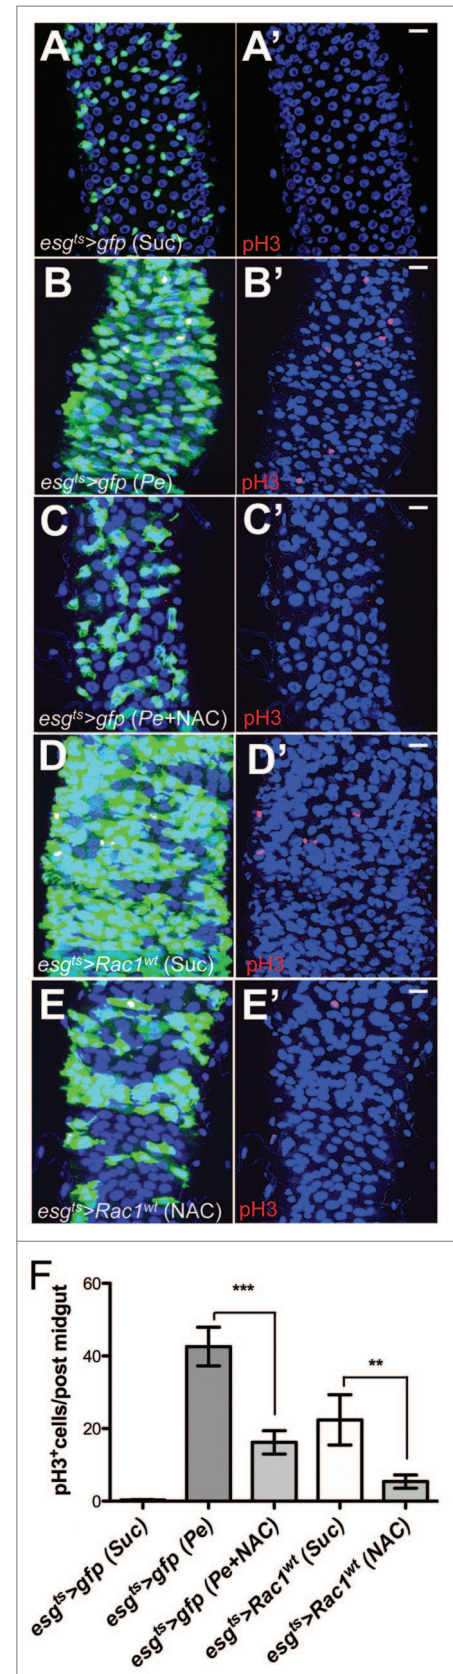 A A’
esgᵗˢ>gfp (Suc) pH3
B B’
esgᵗˢ>gfp (Pe) pH3
C C’
esgᵗˢ>gfp (Pe+NAC) pH3
D D’
esgᵗˢ>Rac1ʷᵗ (Suc) pH3
E E’
esgᵗˢ>Rac1ʷᵗ (NAC) pH3
F
pH3⁺cells/post midgut
60
40
20
0
***
**
esgᵗˢ>gfp (Suc)
esgᵗˢ>gfp (Pe)
esgᵗˢ>gfp (Pe+NAC)
esgᵗˢ>Rac1ʷᵗ (Suc)
esgᵗˢ>Rac1ʷᵗ (NAC)